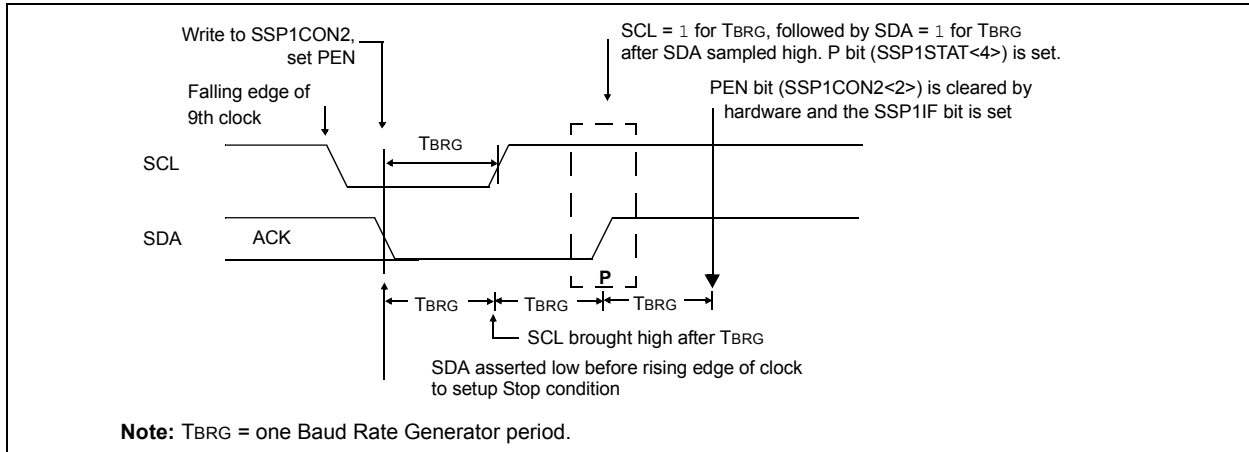 Write to SSP1CON2,
set PEN
SCL = 1 for TBRG, followed by SDA = 1 for TBRG
after SDA sampled high. P bit (SSP1STAT<4>) is set.
Falling edge of
9th clock
PEN bit (SSP1CON2<2>) is cleared by
hardware and the SSP1IF bit is set
TBRG
SCL
SDA
ACK
P
TBRG
TBRG
TBRG
SCL brought high after TBRG
SDA asserted low before rising edge of clock
to setup Stop condition
Note: TBRG = one Baud Rate Generator period.